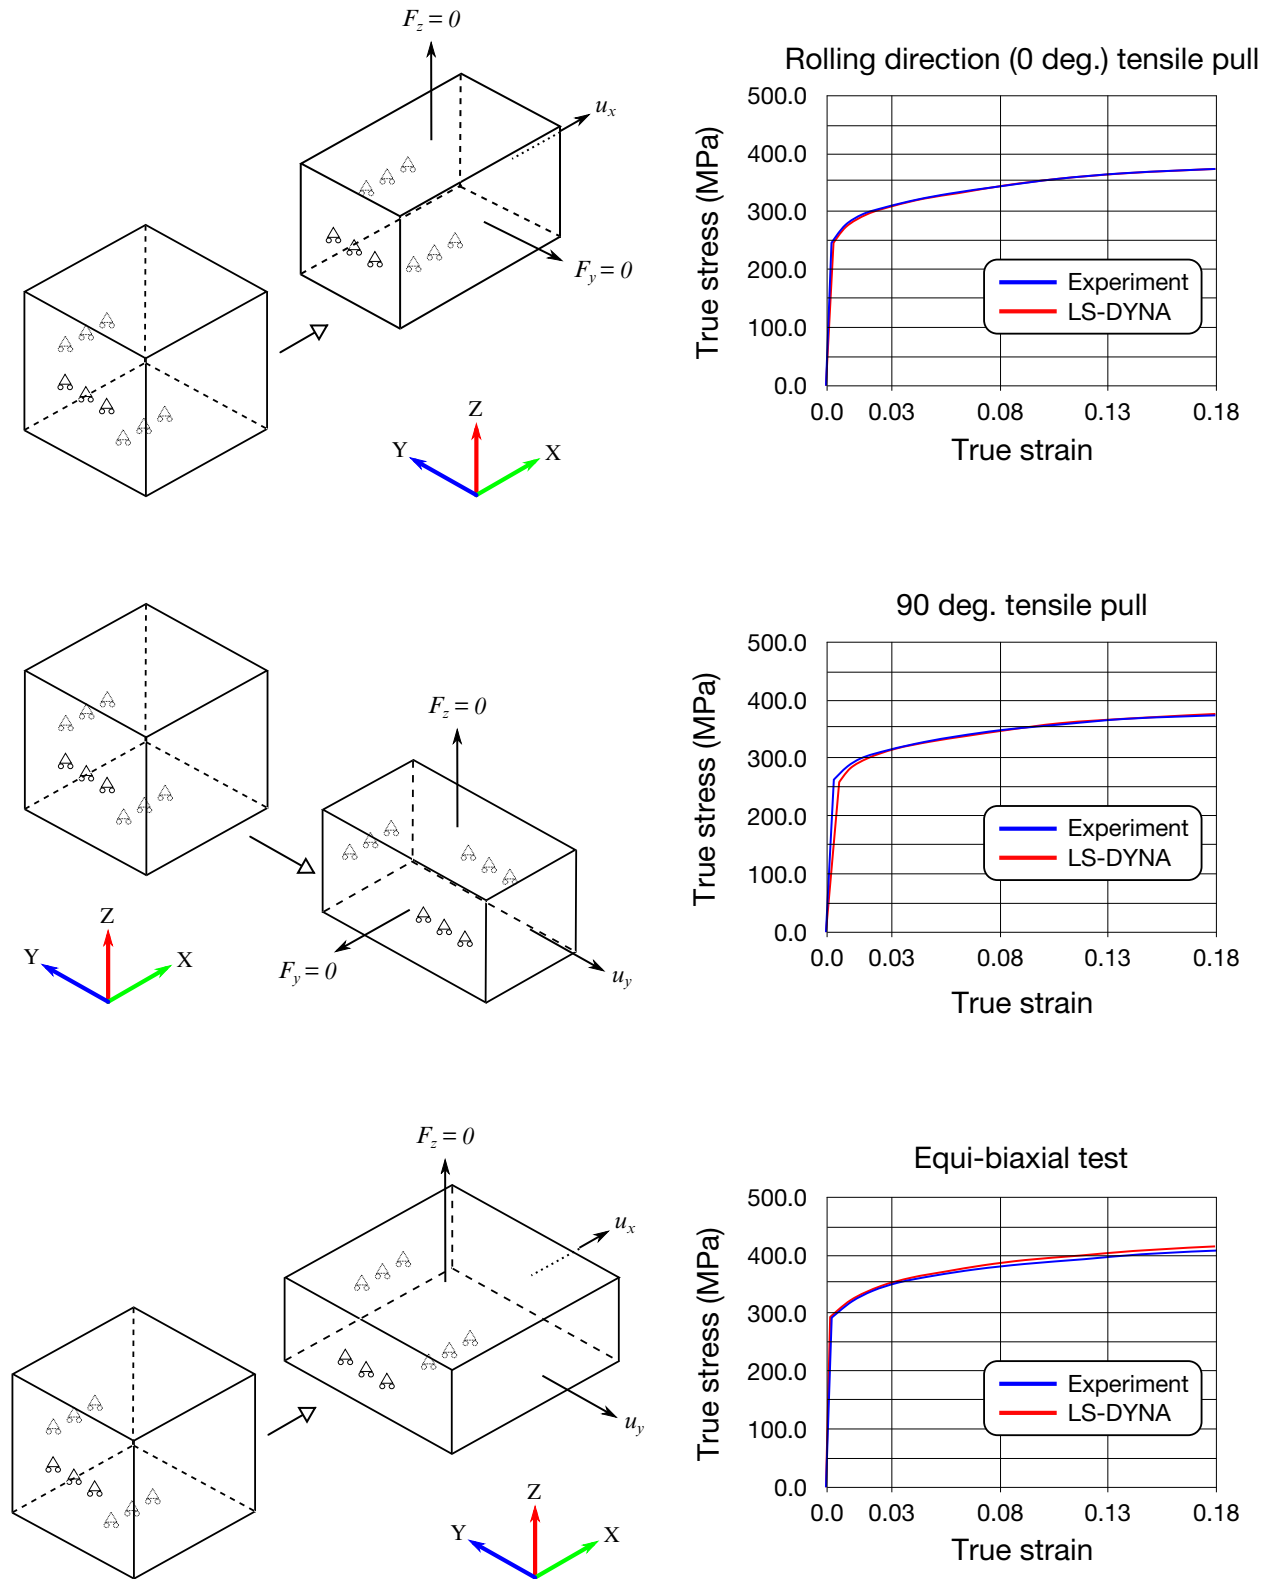 F_z = 0
u_x
F_y = 0
Z
Y
X
Rolling direction (0 deg.) tensile pull
True stress (MPa)
500.0
400.0
300.0
200.0
100.0
0.0
Experiment
LS-DYNA
0.0 0.03 0.08 0.13 0.18
True strain
F_z = 0
F_y = 0
u_y
Z
Y
X
90 deg. tensile pull
True stress (MPa)
500.0
400.0
300.0
200.0
100.0
0.0
Experiment
LS-DYNA
0.0 0.03 0.08 0.13 0.18
True strain
F_z = 0
u_x
u_y
Z
Y
X
Equi-biaxial test
True stress (MPa)
500.0
400.0
300.0
200.0
100.0
0.0
Experiment
LS-DYNA
0.0 0.03 0.08 0.13 0.18
True strain